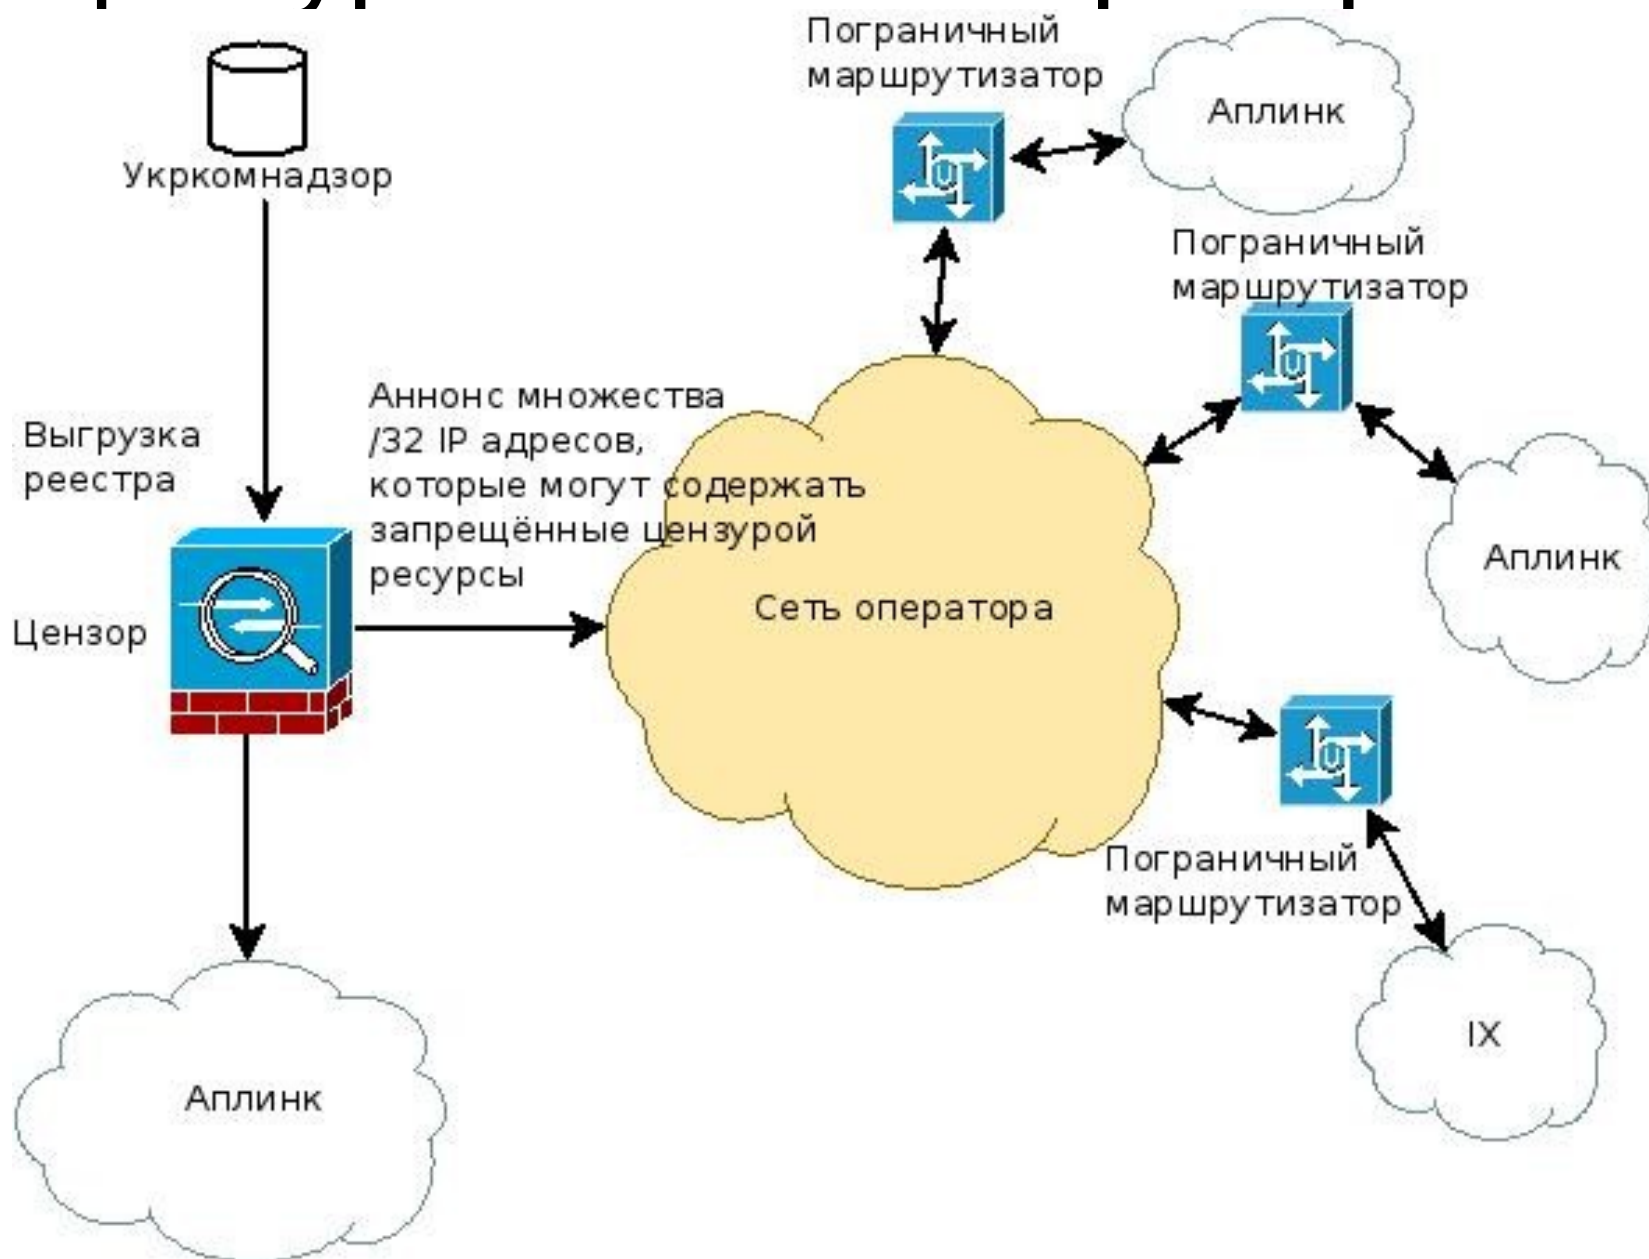 Укркомнадзор
Пограничный
маршрутизатор
Аплинк
Пограничный
маршрутизатор
Выгрузка
реестра
Аннонс множества
/32 IP адресов,
которые могут содержать
запрещённые цензурой
ресурсы
Цензор
Сеть оператора
Аплинк
Пограничный
маршрутизатор
IX
Аплинк